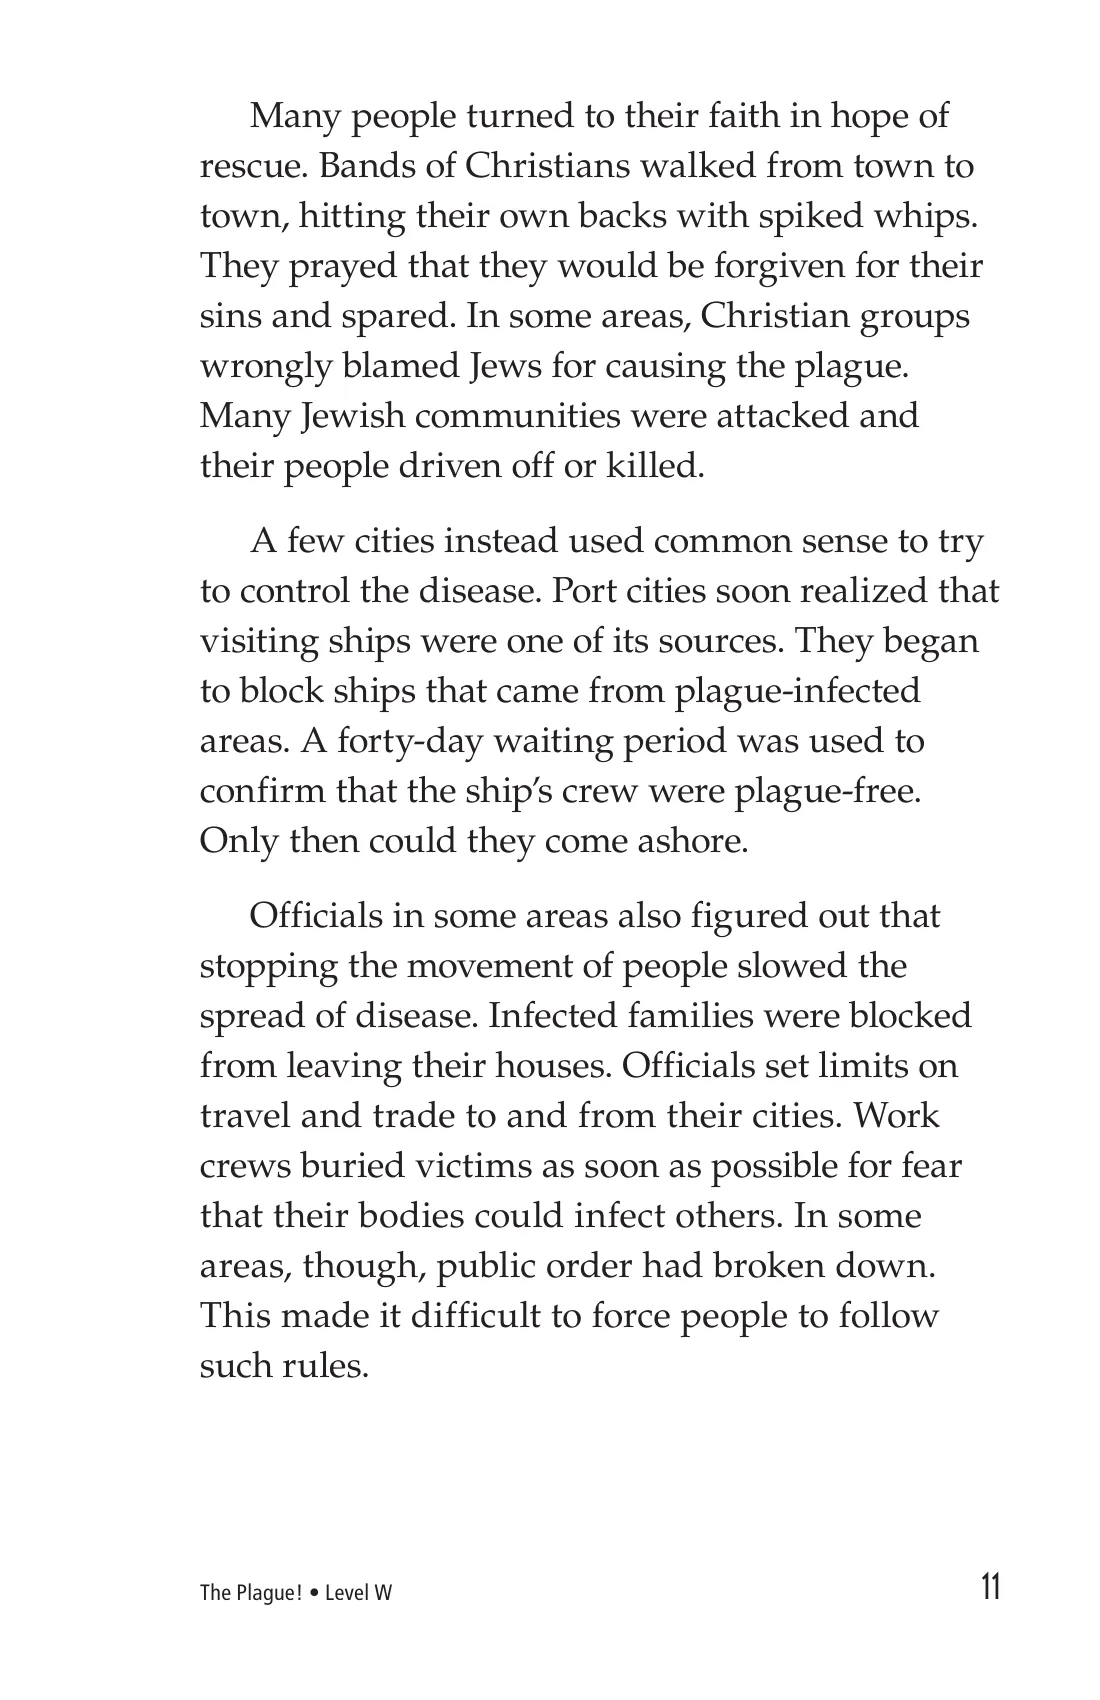 Many people turned to their faith in hope of
rescue. Bands of Christians walked from town to
town, hitting their own backs with spiked whips.
They prayed that they would be forgiven for their
sins and spared. In some areas, Christian groups
wrongly blamed Jews for causing the plague.
Many Jewish communities were attacked and
their people driven off or killed.
A few cities instead used common sense to try
to control the disease. Port cities soon realized that
visiting ships were one of its sources. They began
to block ships that came from plague-infected
areas. A forty-day waiting period was used to
confirm that the ship’s crew were plague-free.
Only then could they come ashore.
Officials in some areas also figured out that
stopping the movement of people slowed the
spread of disease. Infected families were blocked
from leaving their houses. Officials set limits on
travel and trade to and from their cities. Work
crews buried victims as soon as possible for fear
that their bodies could infect others. In some
areas, though, public order had broken down.
This made it difficult to force people to follow
such rules.
The Plague! • Level W 11